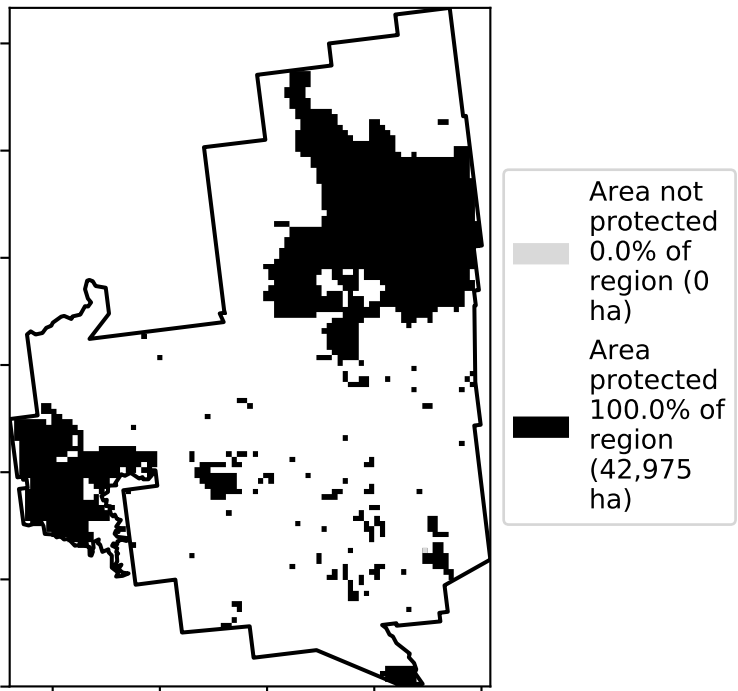 Area not
protected
0.0% of
region (0
ha)
Area
protected
100.0% of
region
(42,975
ha)